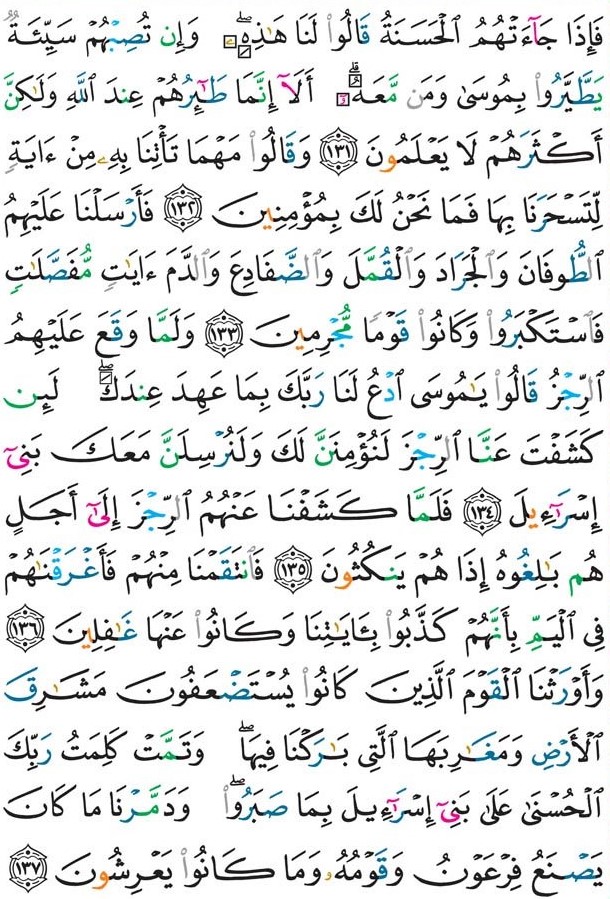 فَإِذَا جَآءَتْهُمُ ٱلْحَسَنَةُ قَالُوا۟ لَنَا هَـٰذِهِۦۖ وَإِن تُصِبْهُمْ سَيِّئَةٌۭ
يَطَّيَّرُوا۟ بِمُوسَىٰ وَمَن مَّعَهُۥٓۗ أَلَآ إِنَّمَا طَـٰٓئِرُهُمْ عِندَ ٱللَّهِ وَلَـٰكِنَّ
أَكْثَرَهُمْ لَا يَعْلَمُونَ ١٣١ وَقَالُوا۟ مَهْمَا تَأْتِنَا بِهِۦ مِنْ ءَايَةٍۢ
لِّتَسْحَرَنَا بِهَا فَمَا نَحْنُ لَكَ بِمُؤْمِنِينَ ١٣٢ فَأَرْسَلْنَا عَلَيْهِمُ
ٱلطُّوفَانَ وَٱلْجَرَادَ وَٱلْقُمَّلَ وَٱلضَّفَادِعَ وَٱلدَّمَ ءَايَـٰتٍۢ مُّفَصَّلَـٰتٍۢ
فَٱسْتَكْبَرُوا۟ وَكَانُوا۟ قَوْمًۭا مُّجْرِمِينَ ١٣٣ وَلَمَّا وَقَعَ عَلَيْهِمُ
ٱلرِّجْزُ قَالُوا۟ يَـٰمُوسَى ٱدْعُ لَنَا رَبَّكَ بِمَا عَهِدَ عِندَكَۖ لَئِن
كَشَفْتَ عَنَّا ٱلرِّجْزَ لَنُؤْمِنَنَّ لَكَ وَلَنُرْسِلَنَّ مَعَكَ بَنِىٓ
إِسْرَٰٓءِيلَ ١٣٤ فَلَمَّا كَشَفْنَا عَنْهُمُ ٱلرِّجْزَ إِلَىٰٓ أَجَلٍ
هُم بَـٰلِغُوهُ إِذَا هُمْ يَنكُثُونَ ١٣٥ فَٱنتَقَمْنَا مِنْهُمْ فَأَغْرَقْنَـٰهُمْ
فِى ٱلْيَمِّ بِأَنَّهُمْ كَذَّبُوا۟ بِـَٔايَـٰتِنَا وَكَانُوا۟ عَنْهَا غَـٰفِلِينَ ١٣٦
وَأَوْرَثْنَا ٱلْقَوْمَ ٱلَّذِينَ كَانُوا۟ يُسْتَضْعَفُونَ مَشَـٰرِقَ
ٱلْأَرْضِ وَمَغَـٰرِبَهَا ٱلَّتِى بَـٰرَكْنَا فِيهَاۖ وَتَمَّتْ كَلِمَتُ رَبِّكَ
ٱلْحُسْنَىٰ عَلَىٰ بَنِىٓ إِسْرَٰٓءِيلَ بِمَا صَبَرُوا۟ۖ وَدَمَّرْنَا مَا كَانَ
يَصْنَعُ فِرْعَوْنُ وَقَوْمُهُۥ وَمَا كَانُوا۟ يَعْرِشُونَ ١٣٧